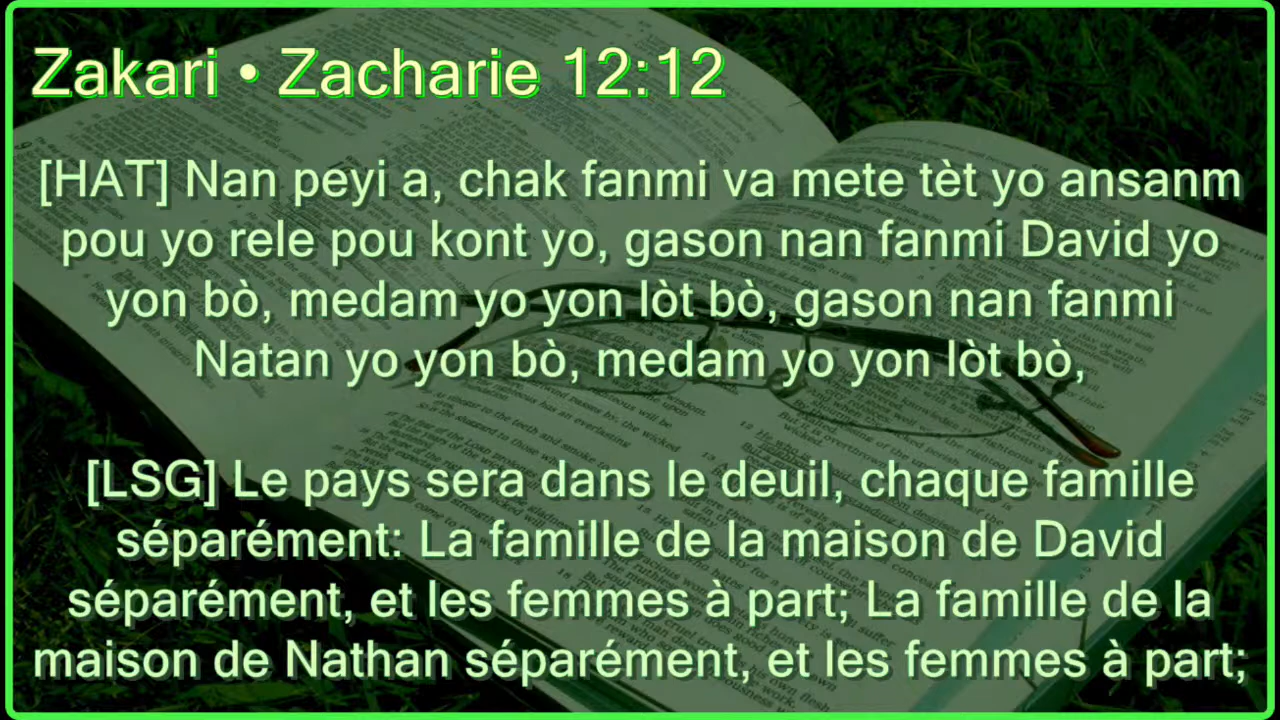 Zakari • Zacharie 12:12
[HAT] Nan peyi a, chak fanmi va mete tèt yo ansanm
pou yo rele pou kont yo, gason nan fanmi David yo
yon bò, medam yo yon lòt bò, gason nan fanmi
Natan yo yon bò, medam yo yon lòt bò,
[LSG] Le pays sera dans le deuil, chaque famille
séparément: La famille de la maison de David
séparément, et les femmes à part; La famille de la
maison de Nathan séparément, et les femmes à part;